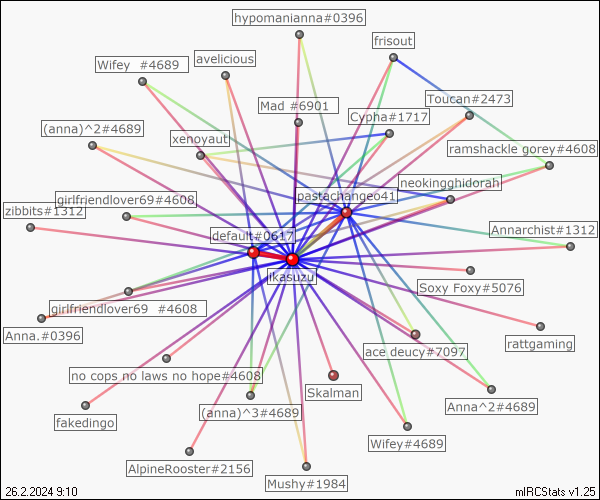 hypomanianna#0396
frisout
avelicious
Wifey  #4689
Toucan#2473
Mad #6901
Cypha#1717
(anna)^2#4689
xenoyaut
ramshackle gorey#4608
neokingghidorah
pastachangeo41
girlfriendlover69#4608
zibbits#1312
Annarchist#1312
default#0617
ikasuzu
Soxy Foxy#5076
girlfriendlover69  #4608
Anna.#0396
rattgaming
ace deucy#7097
no cops no laws no hope#4608
Skalman
Anna^2#4689
(anna)^3#4689
fakedingo
Wifey#4689
AlpineRooster#2156
Mushy#1984
26.2.2024 9:10
mIRCStats v1.25